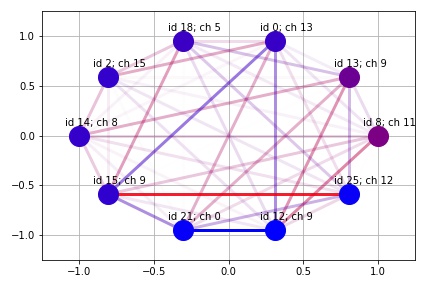 id 18; ch 5
id 0; ch 13
1.0
id 2; ch 15
id 13; ch 9
0.5
id 14; ch 8
id 8; ch 11
0.0
id 15; ch 9
id 25; ch 12
−0.5
id 21; ch 0
id 12; ch 9
−1.0
−1.0
−0.5
0.0
0.5
1.0